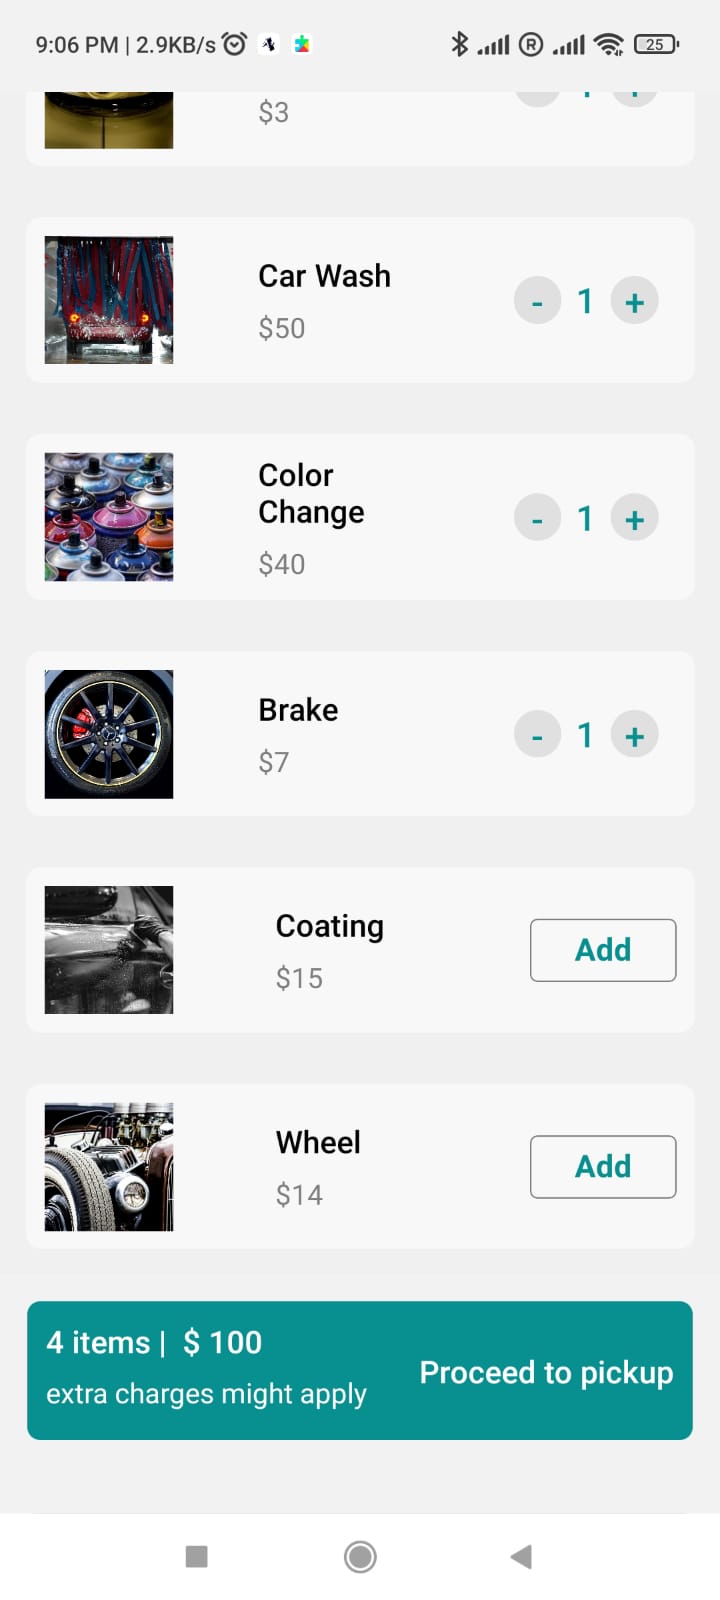 9:06 PM | 2.9KB/s
R
25
$3
Car Wash
$50
- 1 +
Color
Change
$40
- 1 +
Brake
$7
- 1 +
Coating
$15
Add
Wheel
$14
Add
4 items | $ 100
extra charges might apply
Proceed to pickup